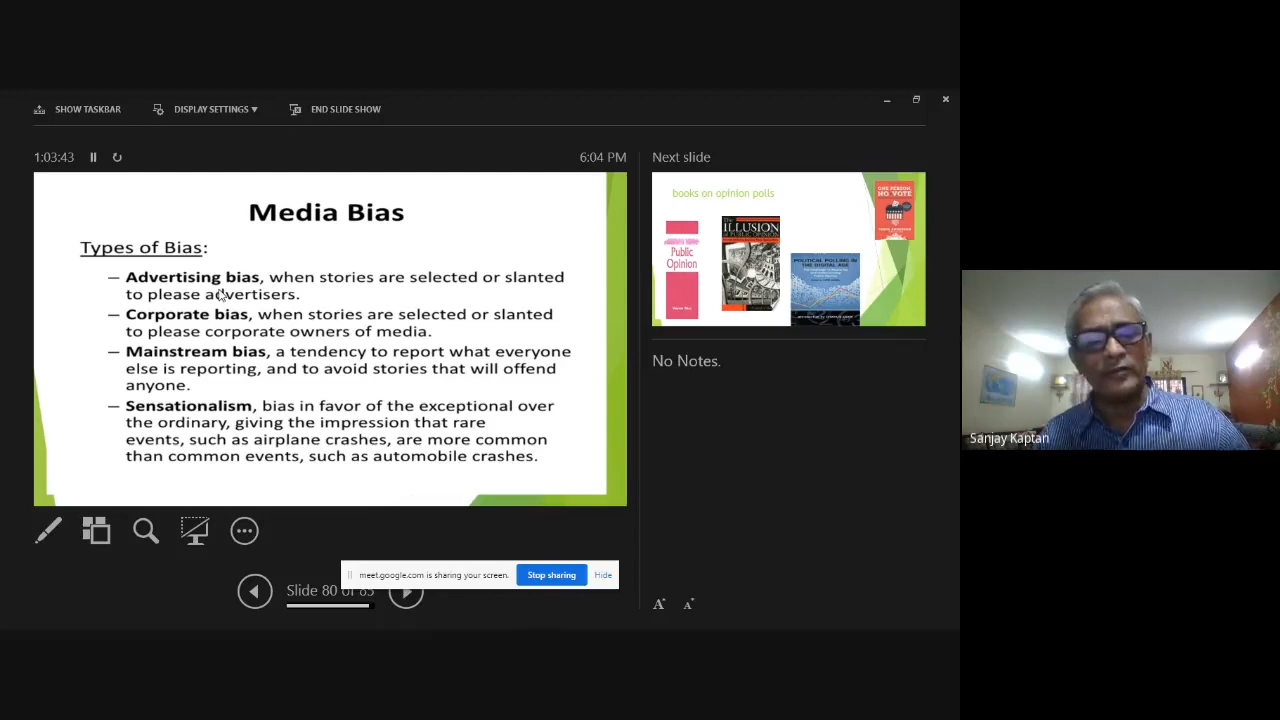 SHOW TASKBAR
DISPLAY SETTINGS
END SLIDE SHOW
1:03:43
6:04 PM
Media Bias
Types of Bias:
– Advertising bias, when stories are selected or slanted
to please advertisers.
– Corporate bias, when stories are selected or slanted
to please corporate owners of media.
– Mainstream bias, a tendency to report what everyone
else is reporting, and to avoid stories that will offend
anyone.
– Sensationalism, bias in favor of the exceptional over
the ordinary, giving the impression that rare
events, such as airplane crashes, are more common
than common events, such as automobile crashes.
Next slide
books on opinion polls
Public
Opinion
The
ILLUSION
of PUBLIC OPINION
POLITICAL POLLING IN
THE DIGITAL AGE
ONE PERSON,
NO VOTE
No Notes.
meet.google.com is sharing your screen.
Stop sharing
Hide
Slide 80 of 85
A
A
Sanjay Kaptan